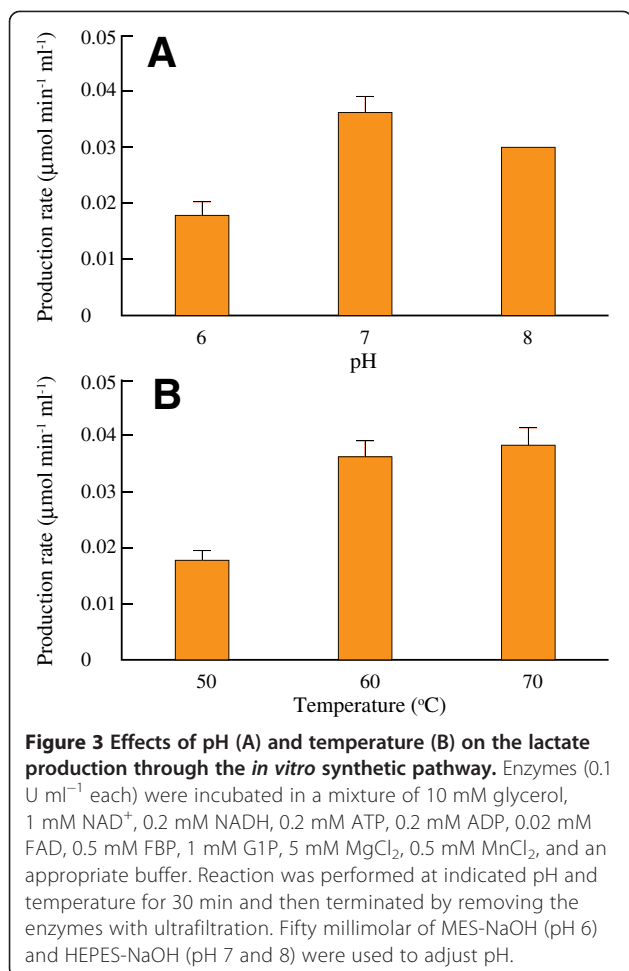 A
Production rate (µmol min⁻¹ ml⁻¹)
0.05
0.04
0.03
0.02
0.01
0
6
7
8
pH
B
Production rate (µmol min⁻¹ ml⁻¹)
0.05
0.04
0.03
0.02
0.01
0
50
60
70
Temperature (°C)
Figure 3 Effects of pH (A) and temperature (B) on the lactate
production through the in vitro synthetic pathway. Enzymes (0.1
U ml⁻¹ each) were incubated in a mixture of 10 mM glycerol,
1 mM NAD⁺, 0.2 mM NADH, 0.2 mM ATP, 0.2 mM ADP, 0.02 mM
FAD, 0.5 mM FBP, 1 mM G1P, 5 mM MgCl₂, 0.5 mM MnCl₂, and an
appropriate buffer. Reaction was performed at indicated pH and
temperature for 30 min and then terminated by removing the
enzymes with ultrafiltration. Fifty millimolar of MES-NaOH (pH 6)
and HEPES-NaOH (pH 7 and 8) were used to adjust pH.